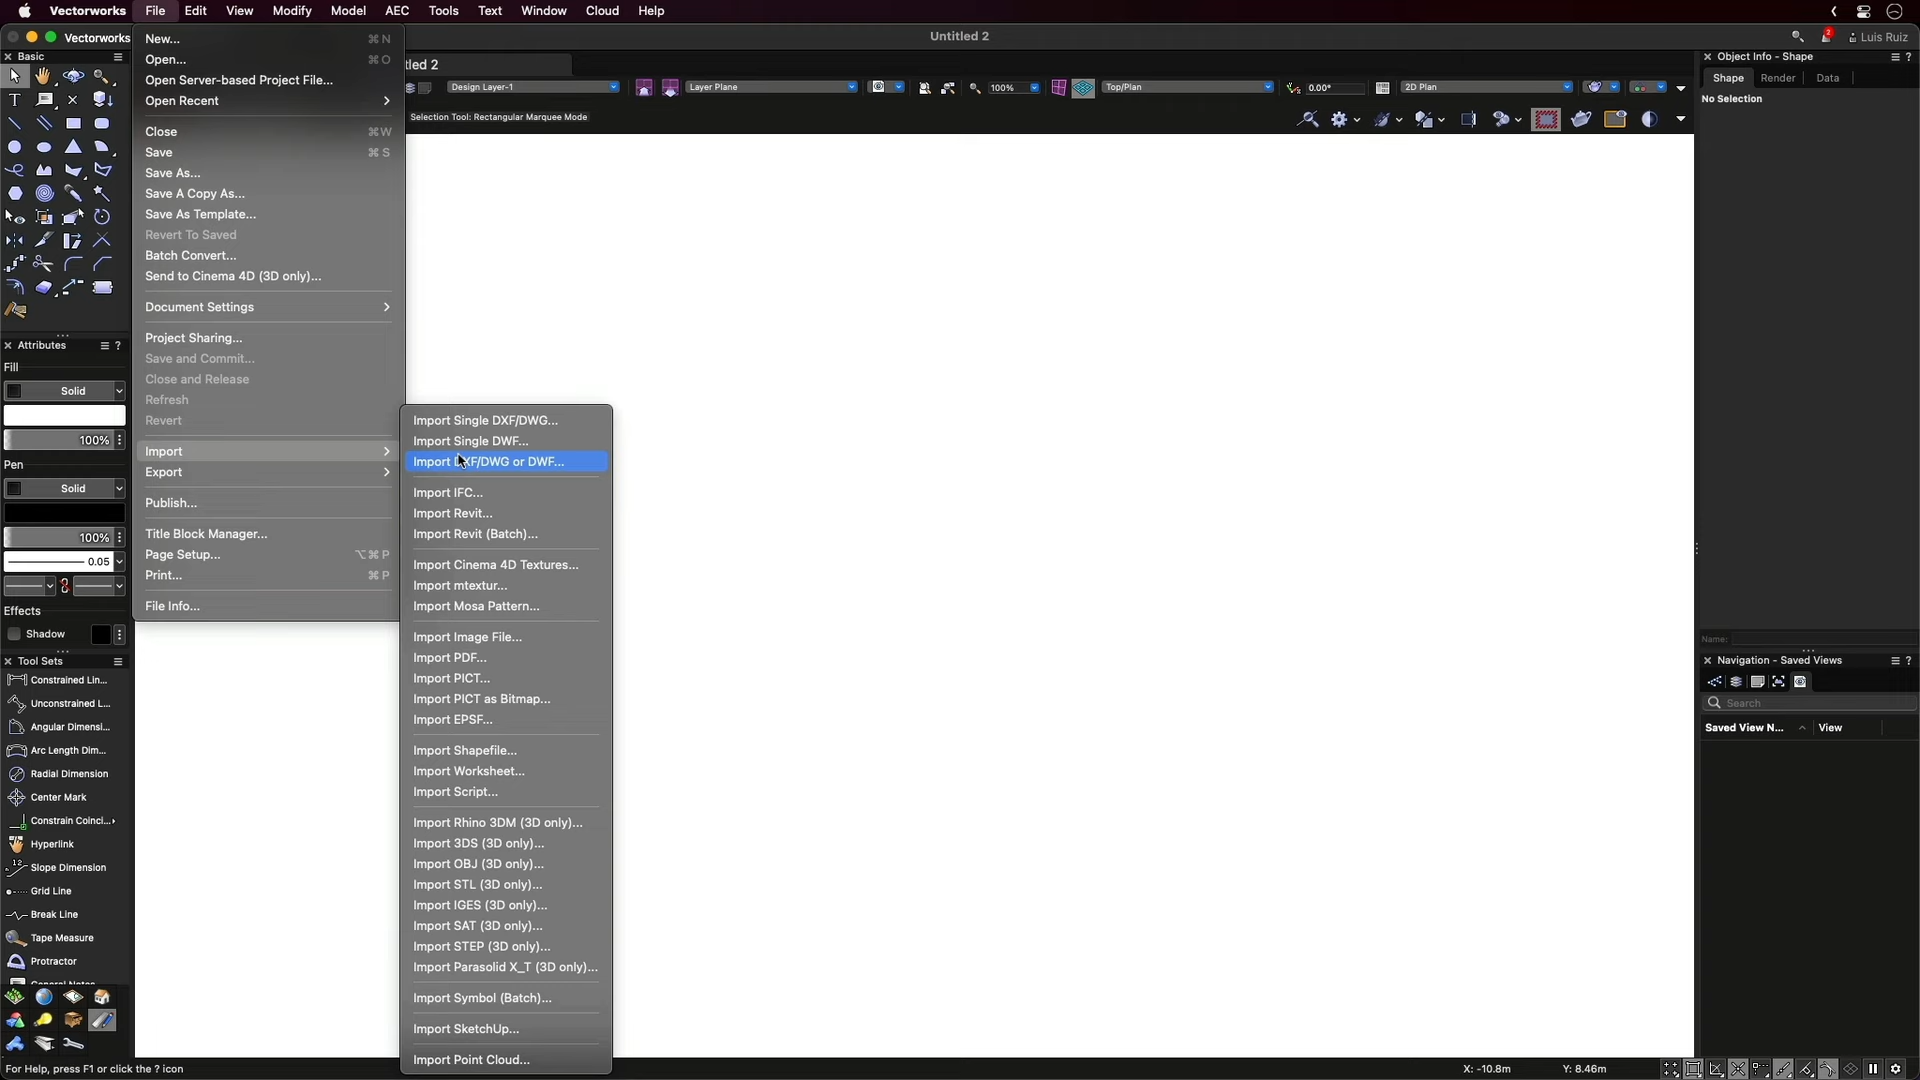 Vectorworks File Edit View Modify Model AEC Tools Text Window Cloud Help
Vectorworks
Untitled 2
2
Luis Ruiz
Basic
tled 2
Design Layer-1
Layer Plane
100%
Top/Plan
0.00°
2D Plan
Selection Tool: Rectangular Marquee Mode
New... ⌘ N
Open... ⌘ O
Open Server-based Project File...
Open Recent
Close ⌘ W
Save ⌘ S
Save As...
Save A Copy As...
Save As Template...
Revert To Saved
Batch Convert...
Send to Cinema 4D (3D only)...
Document Settings
Project Sharing...
Save and Commit...
Close and Release
Refresh
Revert
Import
Export
Publish...
Title Block Manager...
Page Setup... ⌥ ⌘ P
Print... ⌘ P
File Info...
Import Single DXF/DWG...
Import Single DWF...
Import DXF/DWG or DWF...
Import IFC...
Import Revit...
Import Revit (Batch)...
Import Cinema 4D Textures...
Import mtextur...
Import Mosa Pattern...
Import Image File...
Import PDF...
Import PICT...
Import PICT as Bitmap...
Import EPSF...
Import Shapefile...
Import Worksheet...
Import Script...
Import Rhino 3DM (3D only)...
Import 3DS (3D only)...
Import OBJ (3D only)...
Import STL (3D only)...
Import IGES (3D only)...
Import SAT (3D only)...
Import STEP (3D only)...
Import Parasolid X_T (3D only)...
Import Symbol (Batch)...
Import SketchUp...
Import Point Cloud...
Attributes
Fill
Solid
100%
Pen
Solid
100%
0.05
Effects
Shadow
Tool Sets
Constrained Lin...
Unconstrained L...
Angular Dimensi...
Arc Length Dim...
Radial Dimension
Center Mark
Constrain Coinci...
Hyperlink
Slope Dimension
Grid Line
Break Line
Tape Measure
Protractor
General Notes
Object Info - Shape
Shape Render Data
No Selection
Name:
Navigation - Saved Views
Search
Saved View N... View
For Help, press F1 or click the ? icon
X: -10.8m
Y: 8.46m